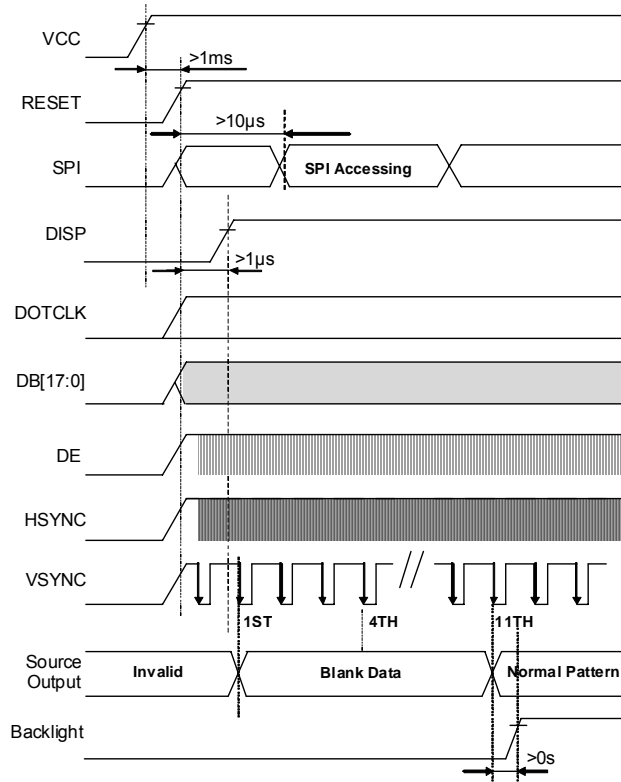 VCC
>1ms
RESET
>10µs
SPI
SPI Accessing
DISP
>1µs
DOTCLK
DB[17:0]
DE
HSYNC
VSYNC
1ST
4TH
11TH
Source
Output
Invalid
Blank Data
Normal Pattern
Backlight
>0s